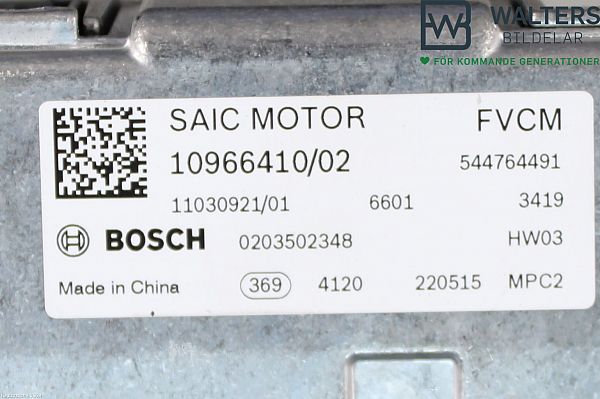 WALTERS
BILDELAR
FÖR KOMMANDE GENERATIONER
SAIC MOTOR FVCM
10966410/02 544764491
11030921/01 6601 3419
BOSCH 0203502348 HW03
Made in China 369 4120 220515 MPC2